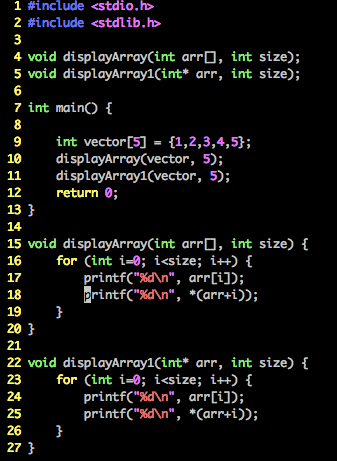 1 #include <stdio.h>
2 #include <stdlib.h>
3
4 void displayArray(int arr[], int size);
5 void displayArray1(int* arr, int size);
6
7 int main() {
8
9     int vector[5] = {1,2,3,4,5};
10     displayArray(vector, 5);
11     displayArray1(vector, 5);
12     return 0;
13 }
14
15 void displayArray(int arr[], int size) {
16     for (int i=0; i<size; i++) {
17         printf("%d\n", arr[i]);
18         printf("%d\n", *(arr+i));
19     }
20 }
21
22 void displayArray1(int* arr, int size) {
23     for (int i=0; i<size; i++) {
24         printf("%d\n", arr[i]);
25         printf("%d\n", *(arr+i));
26     }
27 }